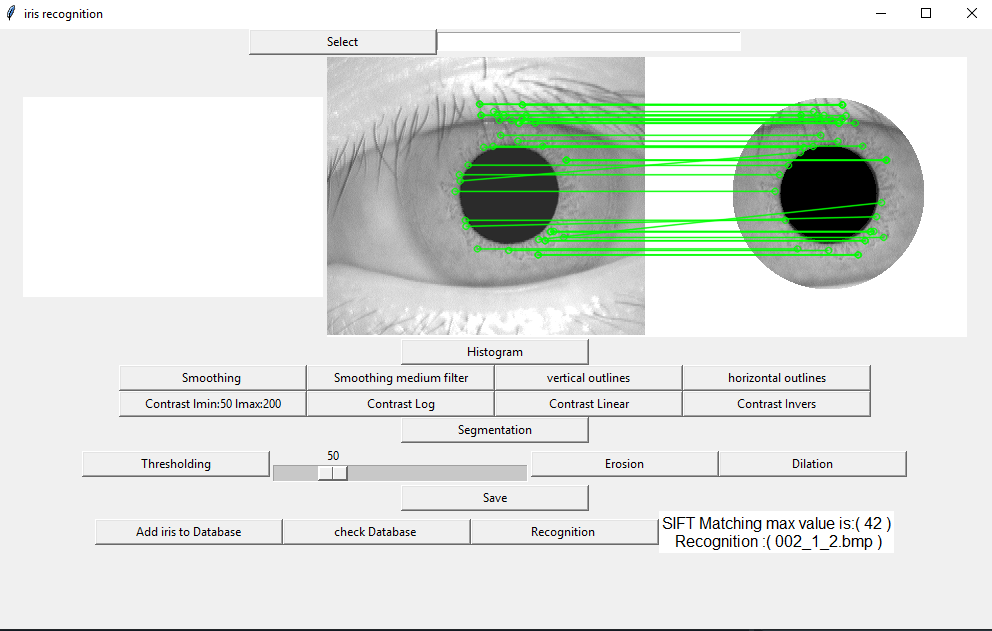 iris recognition
Select
Histogram
Smoothing
Smoothing medium filter
vertical outlines
horizontal outlines
Contrast Imin:50 Imax:200
Contrast Log
Contrast Linear
Contrast Invers
Segmentation
Thresholding
50
Erosion
Dilation
Save
Add iris to Database
check Database
Recognition
SIFT Matching max value is:( 42 )
Recognition :( 002_1_2.bmp )